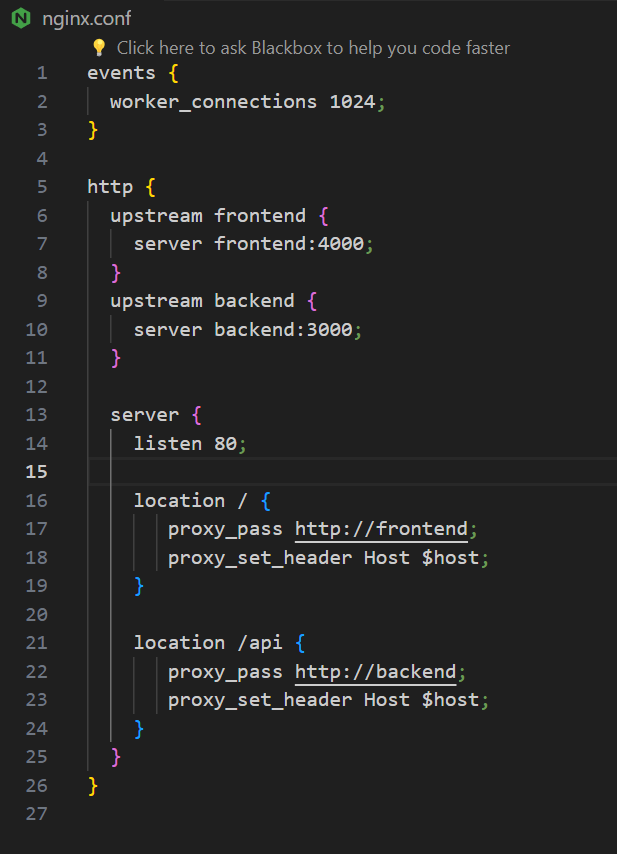 nginx.conf
Click here to ask Blackbox to help you code faster
1 events {
2   worker_connections 1024;
3 }
4
5 http {
6   upstream frontend {
7     server frontend:4000;
8   }
9   upstream backend {
10     server backend:3000;
11   }
12
13   server {
14     listen 80;
15
16     location / {
17        proxy_pass http://frontend;
18        proxy_set_header Host $host;
19     }
20
21     location /api {
22        proxy_pass http://backend;
23        proxy_set_header Host $host;
24     }
25   }
26 }
27